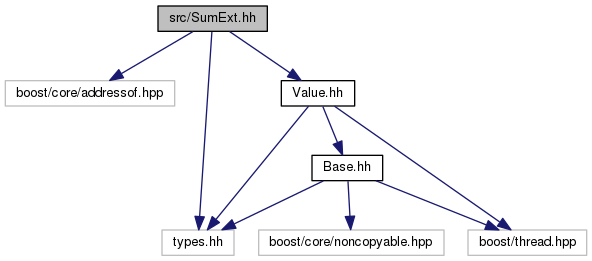 src/SumExt.hh
boost/core/addressof.hpp
Value.hh
Base.hh
types.hh
boost/core/noncopyable.hpp
boost/thread.hpp